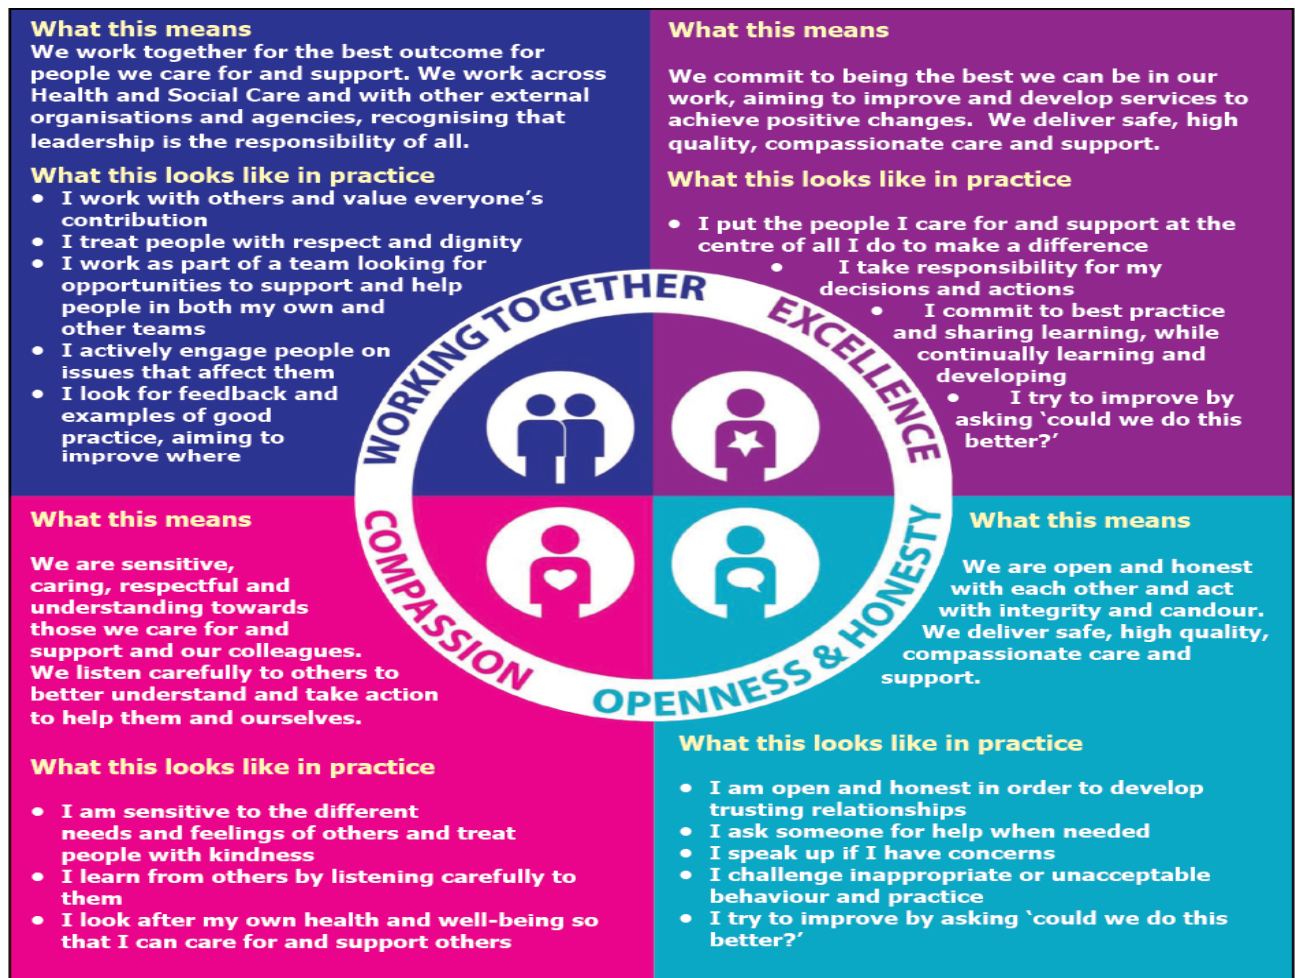 What this means
We work together for the best outcome for
people we care for and support. We work across
Health and Social Care and with other external
organisations and agencies, recognising that
leadership is the responsibility of all.
What this looks like in practice
● I work with others and value everyone's
contribution
● I treat people with respect and dignity
● I work as part of a team looking for
opportunities to support and help
people in both my own and
other teams
● I actively engage people on
issues that affect them
● I look for feedback and
examples of good
practice, aiming to
improve where
What this means
We commit to being the best we can be in our
work, aiming to improve and develop services to
achieve positive changes. We deliver safe, high
quality, compassionate care and support.
What this looks like in practice
● I put the people I care for and support at the
centre of all I do to make a difference
● I take responsibility for my
decisions and actions
● I commit to best practice
and sharing learning, while
continually learning and
developing
● I try to improve by
asking ‘could we do this
better?’
WORKING TOGETHER
EXCELLENCE
COMPASSION
OPENNESS & HONESTY
What this means
We are sensitive,
caring, respectful and
understanding towards
those we care for and
support and our colleagues.
We listen carefully to others to
better understand and take action
to help them and ourselves.
What this looks like in practice
● I am sensitive to the different
needs and feelings of others and treat
people with kindness
● I learn from others by listening carefully to
them
● I look after my own health and well-being so
that I can care for and support others
What this means
We are open and honest
with each other and act
with integrity and candour.
We deliver safe, high quality,
compassionate care and
support.
What this looks like in practice
● I am open and honest in order to develop
trusting relationships
● I ask someone for help when needed
● I speak up if I have concerns
● I challenge inappropriate or unacceptable
behaviour and practice
● I try to improve by asking ‘could we do this
better?’